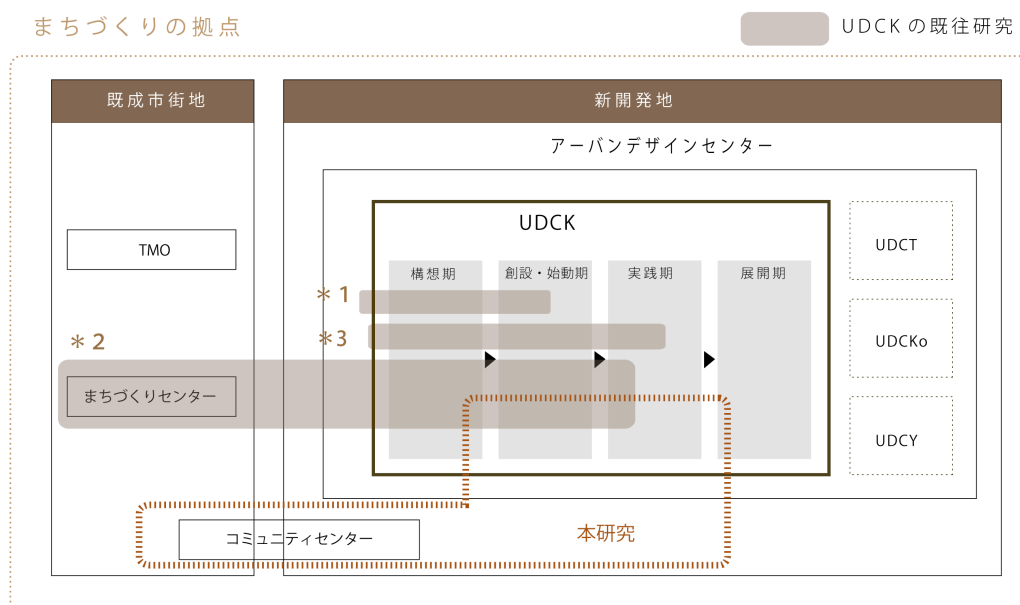 まちづくりの拠点
UDCKの既往研究
既成市街地
新開発地
アーバンデザインセンター
UDCK
TMO
UDCT
構想期
創設・始動期
実践期
展開期
＊1
＊3
＊2
UDCKo
まちづくりセンター
UDCY
コミュニティセンター
本研究